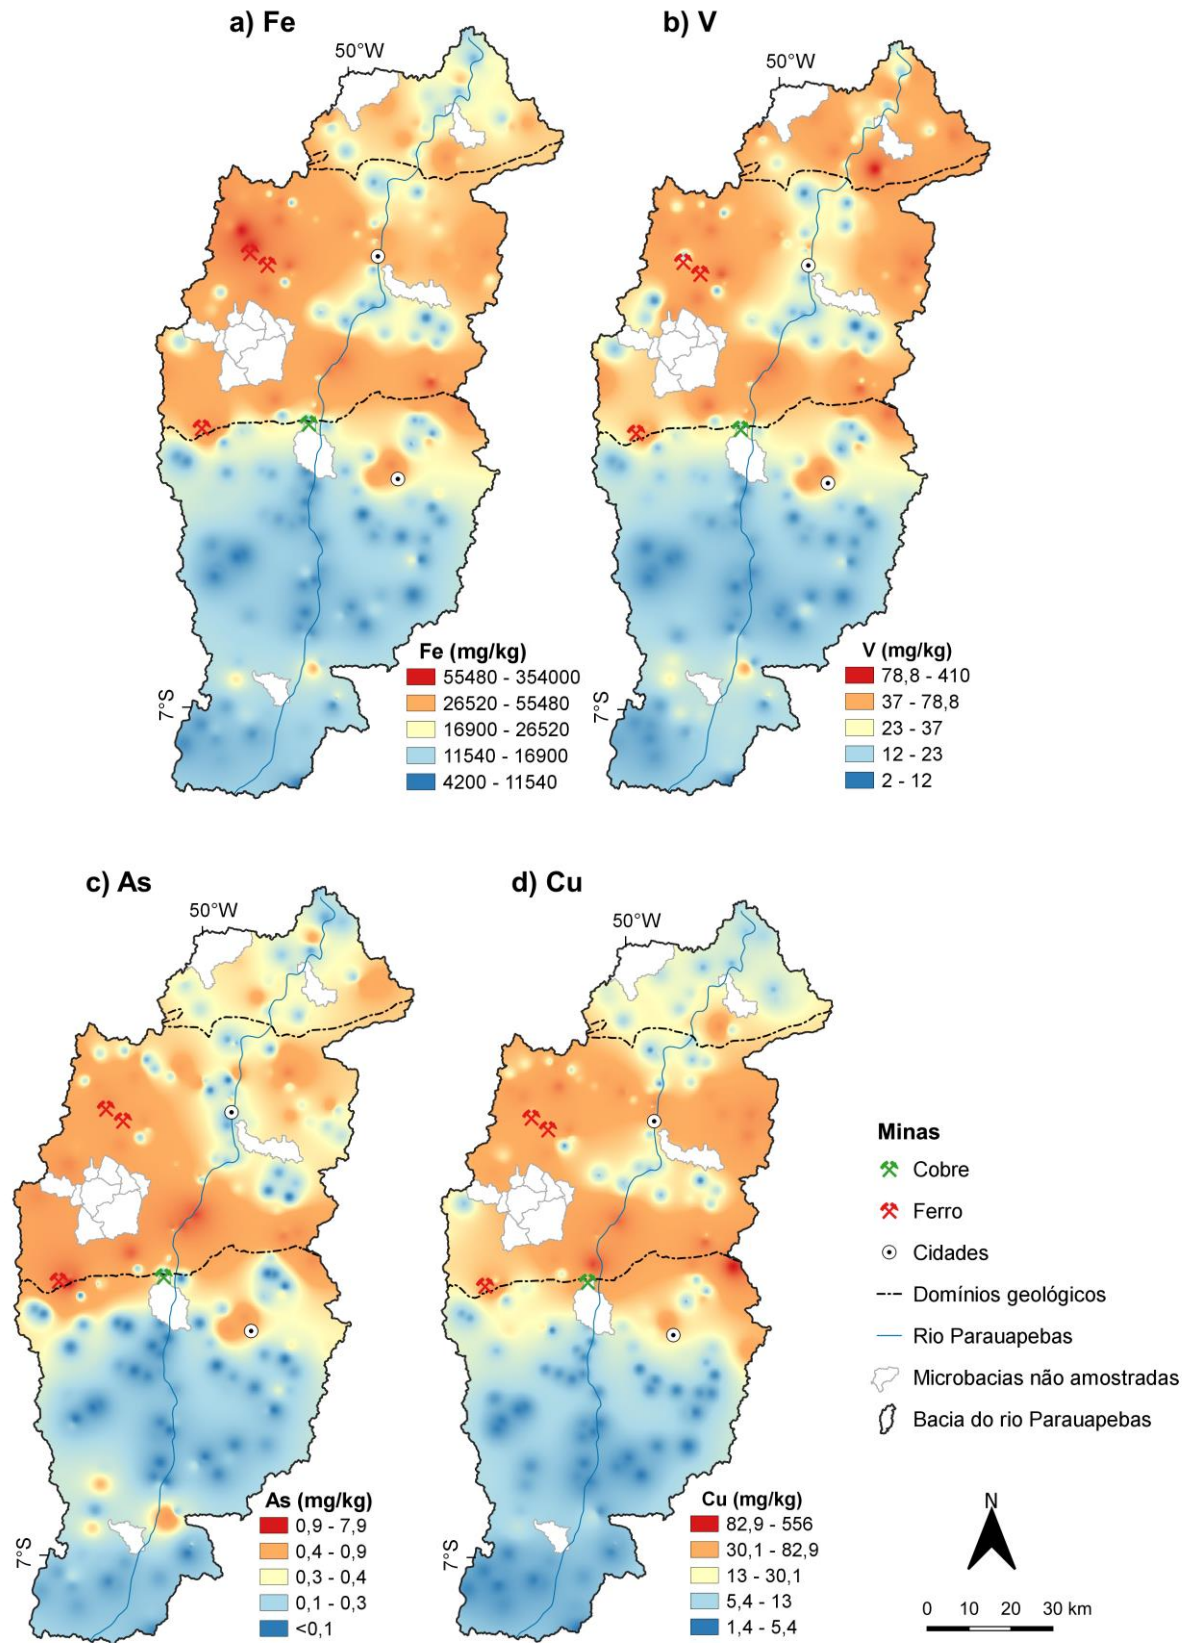 a) Fe
b) V
50°W
50°W
7°S
Fe (mg/kg)
55480 - 354000
26520 - 55480
16900 - 26520
11540 - 16900
4200 - 11540
7°S
V (mg/kg)
78,8 - 410
37 - 78,8
23 - 37
12 - 23
2 - 12
c) As
d) Cu
50°W
50°W
7°S
As (mg/kg)
0,9 - 7,9
0,4 - 0,9
0,3 - 0,4
0,1 - 0,3
<0,1
7°S
Cu (mg/kg)
82,9 - 556
30,1 - 82,9
13 - 30,1
5,4 - 13
1,4 - 5,4
Minas
Cobre
Ferro
Cidades
Domínios geológicos
Rio Parauapebas
Microbacias não amostradas
Bacia do rio Parauapebas
N
0 10 20 30 km